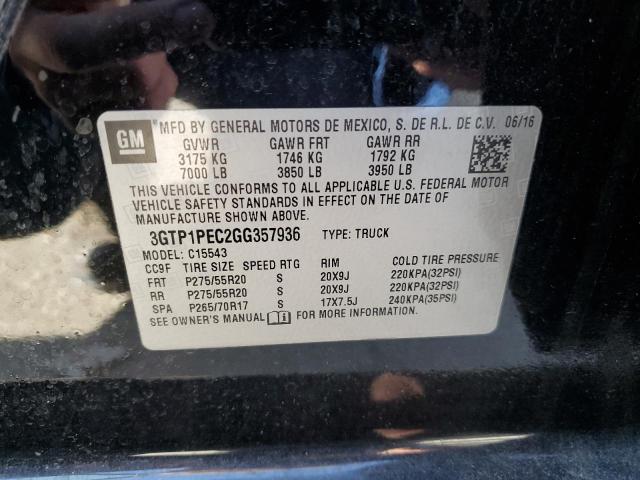 GM MFD BY GENERAL MOTORS DE MEXICO, S. DE R.L. DE C.V. 06/16
GVWR GAWR FRT GAWR RR
3175 KG 1746 KG 1792 KG
7000 LB 3850 LB 3950 LB
THIS VEHICLE CONFORMS TO ALL APPLICABLE U.S. FEDERAL MOTOR
VEHICLE SAFETY STANDARDS IN EFFECT ON THE DATE OF
MANUFACTURE SHOWN ABOVE.
3GTP1PEC2GG357936 TYPE: TRUCK
MODEL: C15543
CC9F TIRE SIZE SPEED RTG RIM COLD TIRE PRESSURE
FRT P275/55R20 S 20X9J 220KPA(32PSI)
RR P275/55R20 S 20X9J 220KPA(32PSI)
SPA P265/70R17 S 17X7.5J 240KPA(35PSI)
SEE OWNER'S MANUAL FOR MORE INFORMATION.